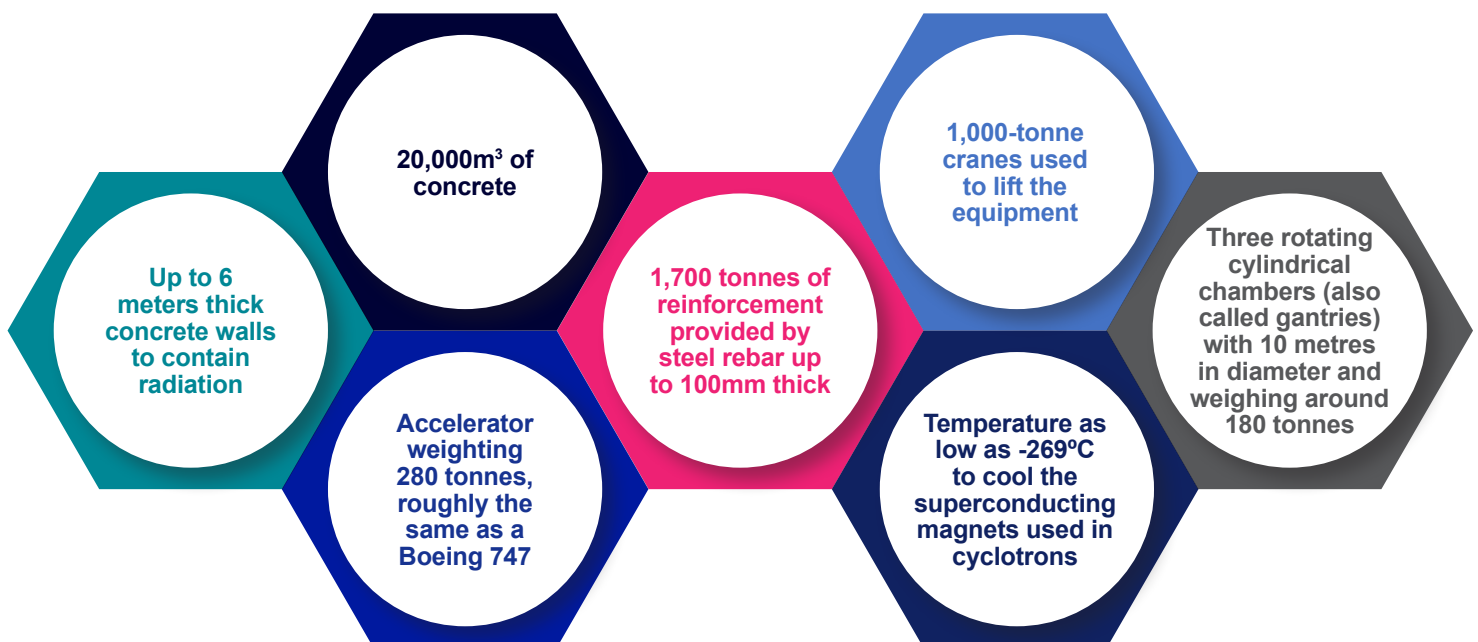 Up to 6
meters thick
concrete walls
to contain
radiation
20,000m³ of
concrete
Accelerator
weighting
280 tonnes,
roughly the
same as a
Boeing 747
1,700 tonnes of
reinforcement
provided by
steel rebar up
to 100mm thick
1,000-tonne
cranes used
to lift the
equipment
Temperature as
low as -269ºC
to cool the
superconducting
magnets used in
cyclotrons
Three rotating
cylindrical
chambers (also
called gantries)
with 10 metres
in diameter and
weighing around
180 tonnes